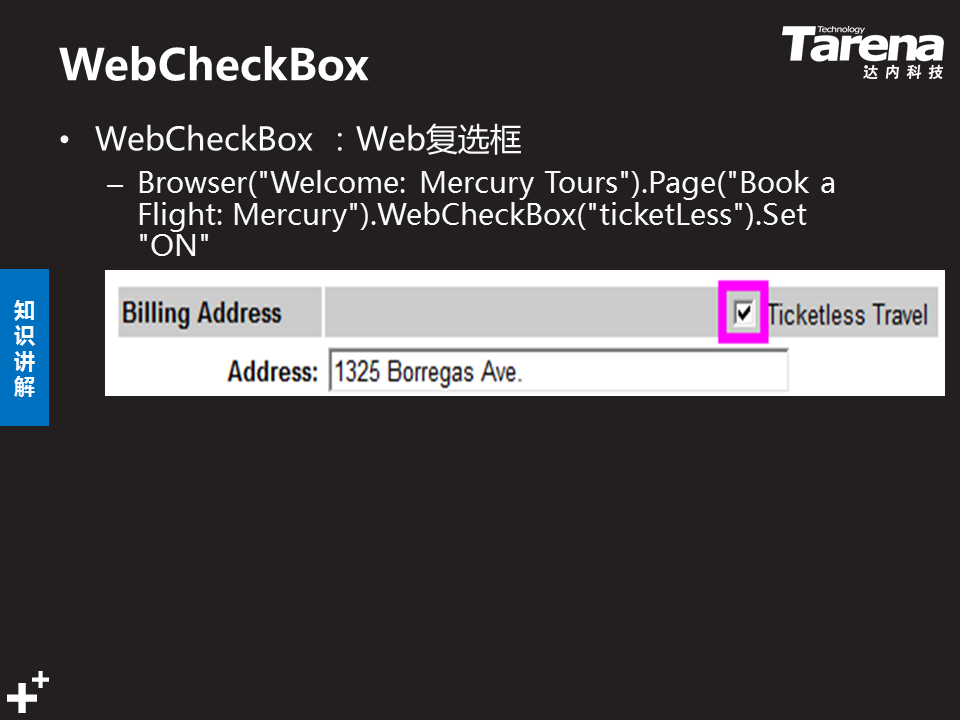 WebCheckBox
Technology
Tarena
达内科技
• WebCheckBox ：Web复选框
– Browser("Welcome: Mercury Tours").Page("Book a
Flight: Mercury").WebCheckBox("ticketLess").Set
"ON"
知
识
讲
解
Billing Address
Ticketless Travel
Address: 1325 Borregas Ave.